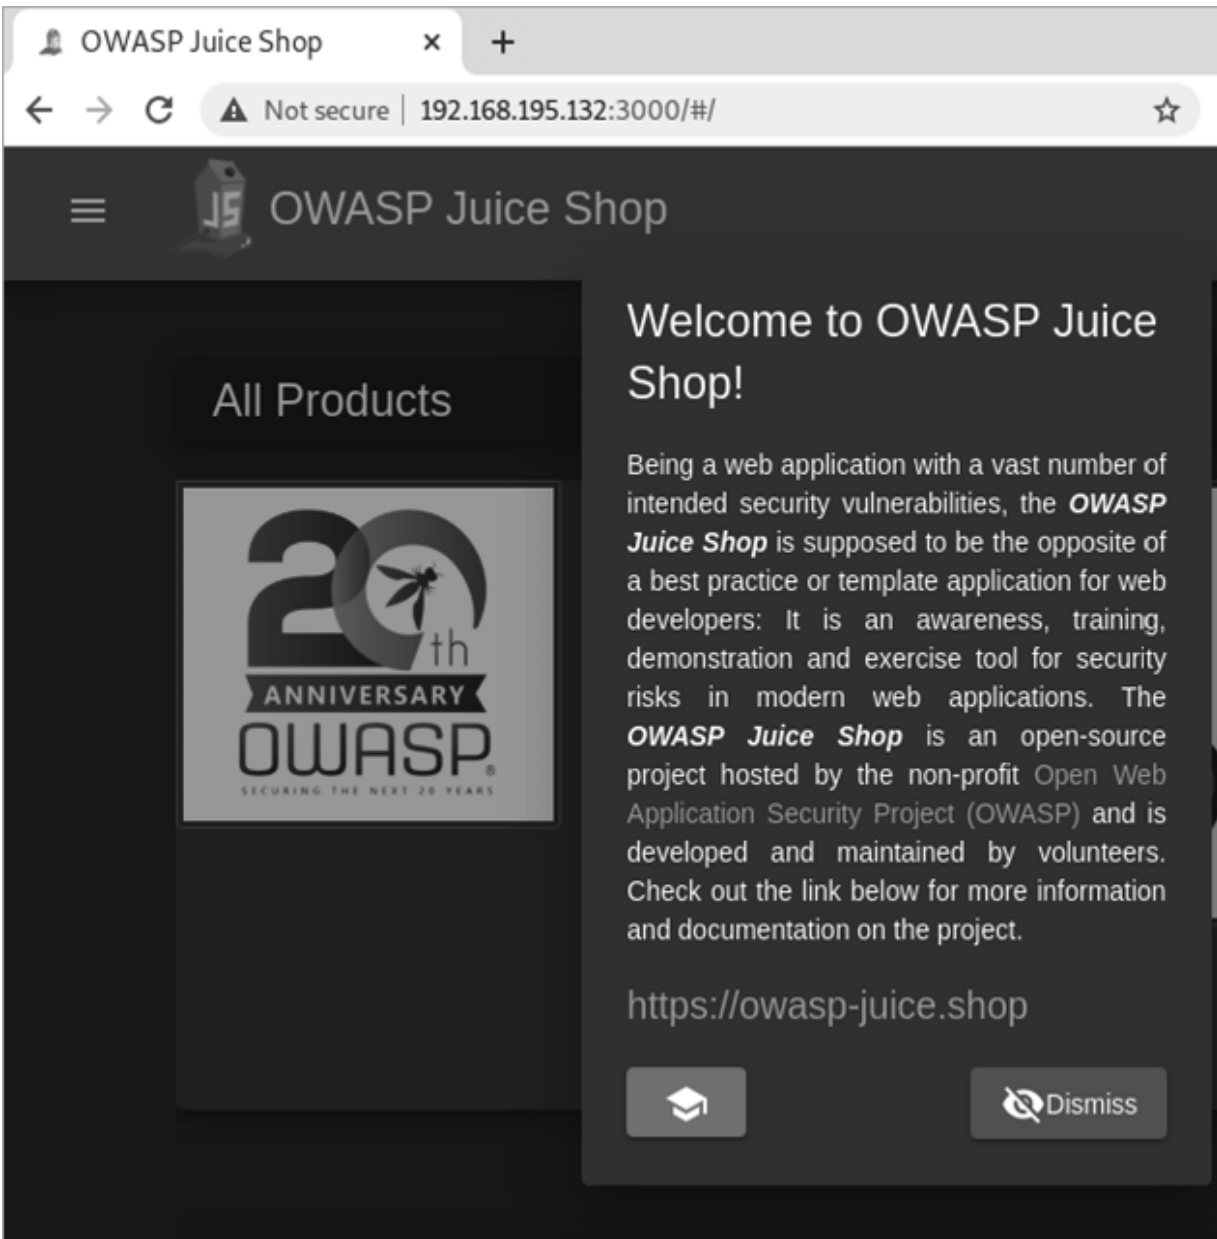 OWASP Juice Shop
Not secure
192.168.195.132:3000/#/
JS
OWASP Juice Shop
Welcome to OWASP Juice
Shop!
All Products
Being a web application with a vast number of
intended security vulnerabilities, the OWASP
Juice Shop is supposed to be the opposite of
a best practice or template application for web
developers: It is an awareness, training,
demonstration and exercise tool for security
risks in modern web applications. The
OWASP Juice Shop is an open-source
project hosted by the non-profit Open Web
Application Security Project (OWASP) and is
developed and maintained by volunteers.
Check out the link below for more information
and documentation on the project.
https://owasp-juice.shop
Dismiss
20th
ANNIVERSARY
OWASP®
SECURING THE NEXT 20 YEARS